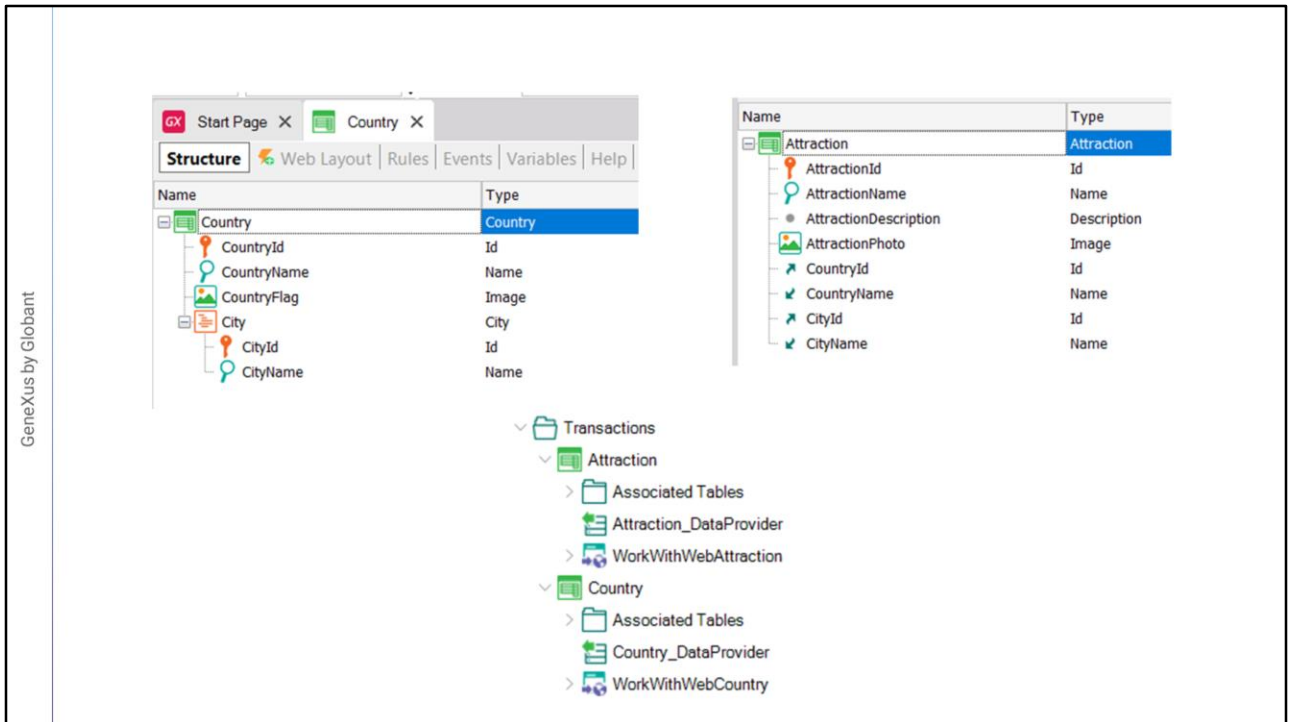 GeneXus by Globant
GX Start Page X Country X
Structure Web Layout Rules Events Variables Help
Name Type
Country Country
CountryId Id
CountryName Name
CountryFlag Image
City City
CityId Id
CityName Name
Name Type
Attraction Attraction
AttractionId Id
AttractionName Name
AttractionDescription Description
AttractionPhoto Image
CountryId Id
CountryName Name
CityId Id
CityName Name
Transactions
Attraction
Associated Tables
Attraction_DataProvider
WorkWithWebAttraction
Country
Associated Tables
Country_DataProvider
WorkWithWebCountry